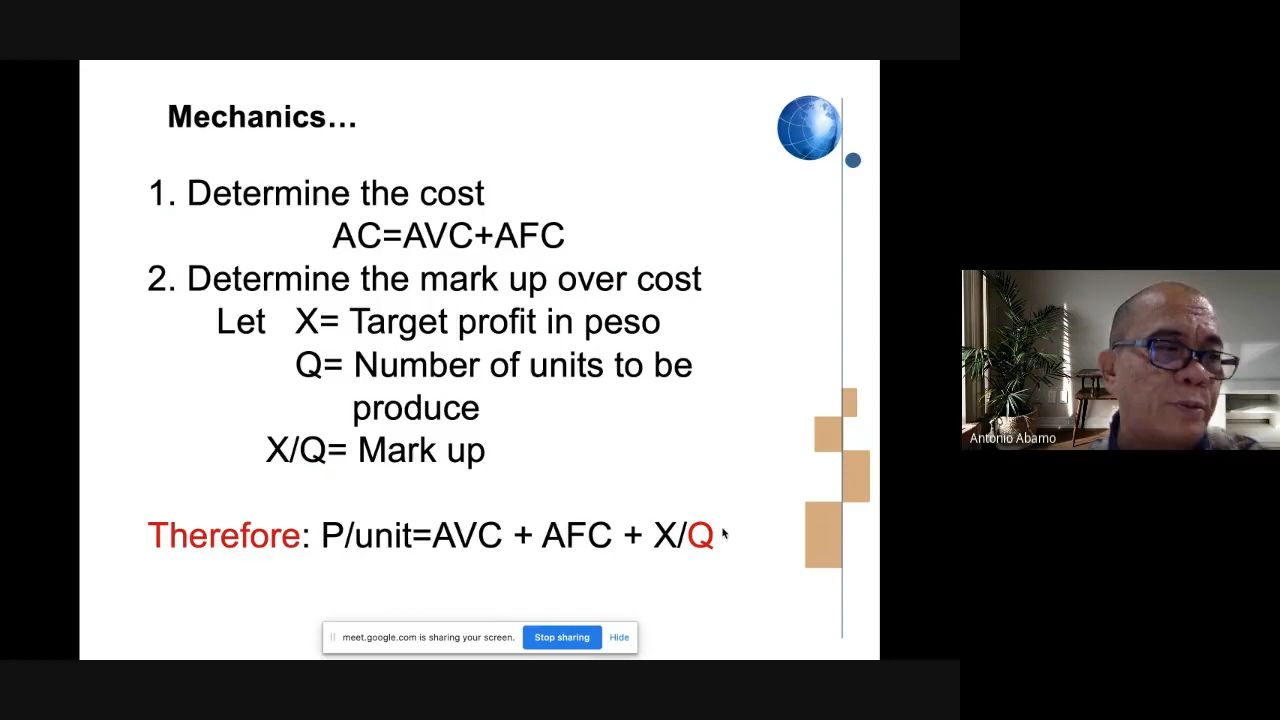 Mechanics…
1. Determine the cost
AC=AVC+AFC
2. Determine the mark up over cost
Let X= Target profit in peso
Q= Number of units to be
produce
X/Q= Mark up
Therefore: P/unit=AVC + AFC + X/Q
meet.google.com is sharing your screen. Stop sharing Hide
Antonio Abamo